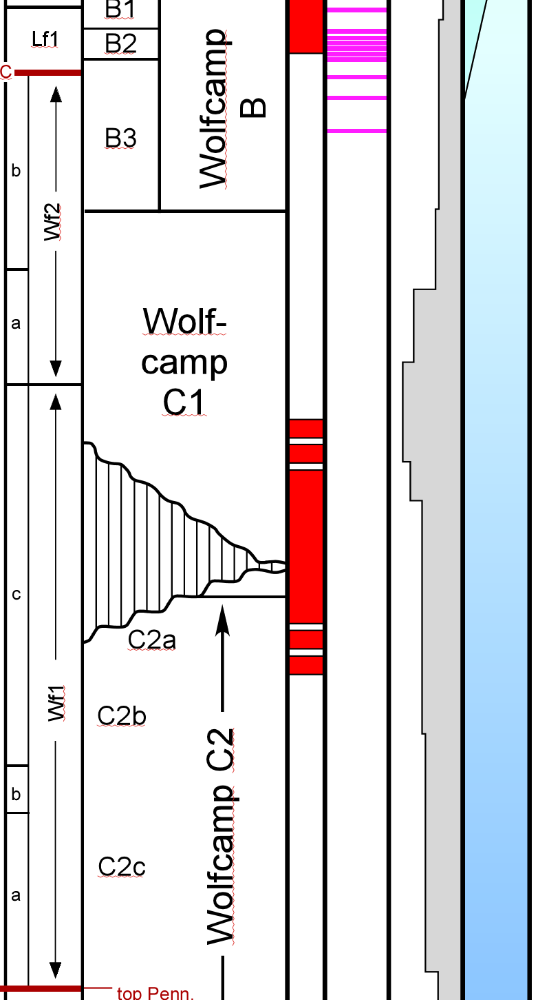 B1
Lf1
B2
C
Wolfcamp
B
B3
b
Wf2
a
Wolf-
camp
C1
c
C2a
Wf1
C2b
Wolfcamp C2
b
C2c
a
top Penn.